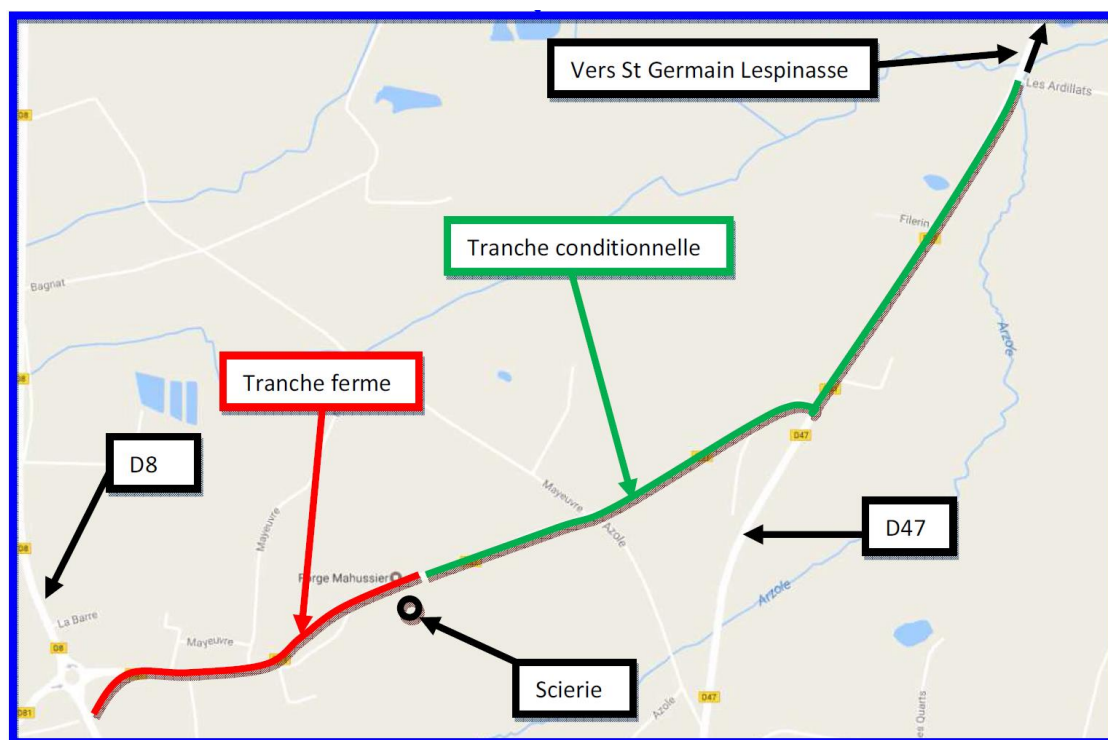 Vers St Germain Lespinasse
Les Ardillats
D8
Filerin
Tranche conditionnelle
Bagnat
Arzole
D8
Tranche ferme
D47
D8
Mayeuvre
Mayeuvre
Azole
D47
D8
Forge Mahussier
Arzole
La Barre
Mayeuvre
D8
Scierie
Azole
D47
D81
es Quarts